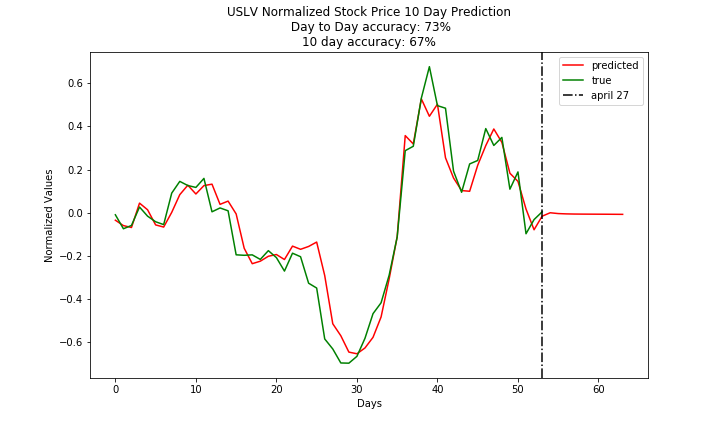 USLV Normalized Stock Price 10 Day Prediction
Day to Day accuracy: 73%
10 day accuracy: 67%
predicted
true
april 27
Normalized Values
0.6
0.4
0.2
0.0
−0.2
−0.4
−0.6
0 10 20 30 40 50 60
Days